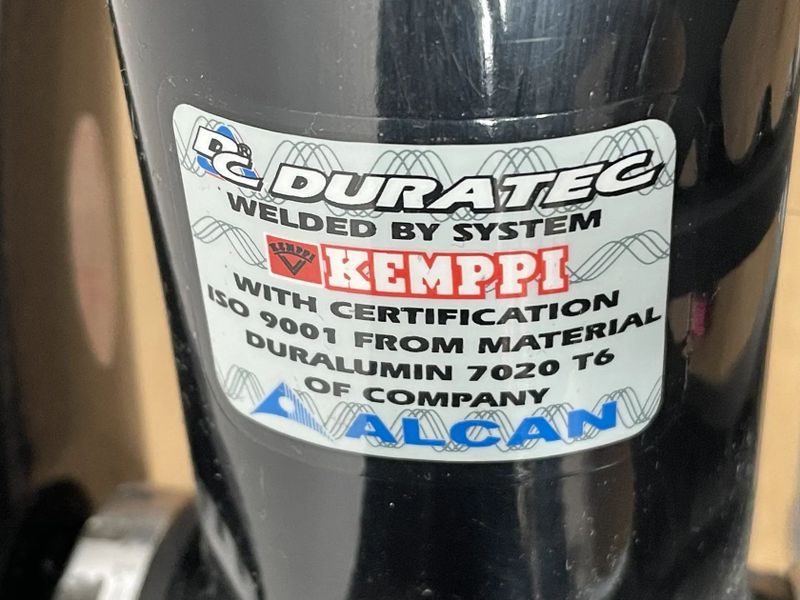 DC® DURATEC
WELDED BY SYSTEM
KEMPPI KEMPPI
WITH CERTIFICATION
ISO 9001 FROM MATERIAL
DURALUMIN 7020 T6
OF COMPANY
ALCAN